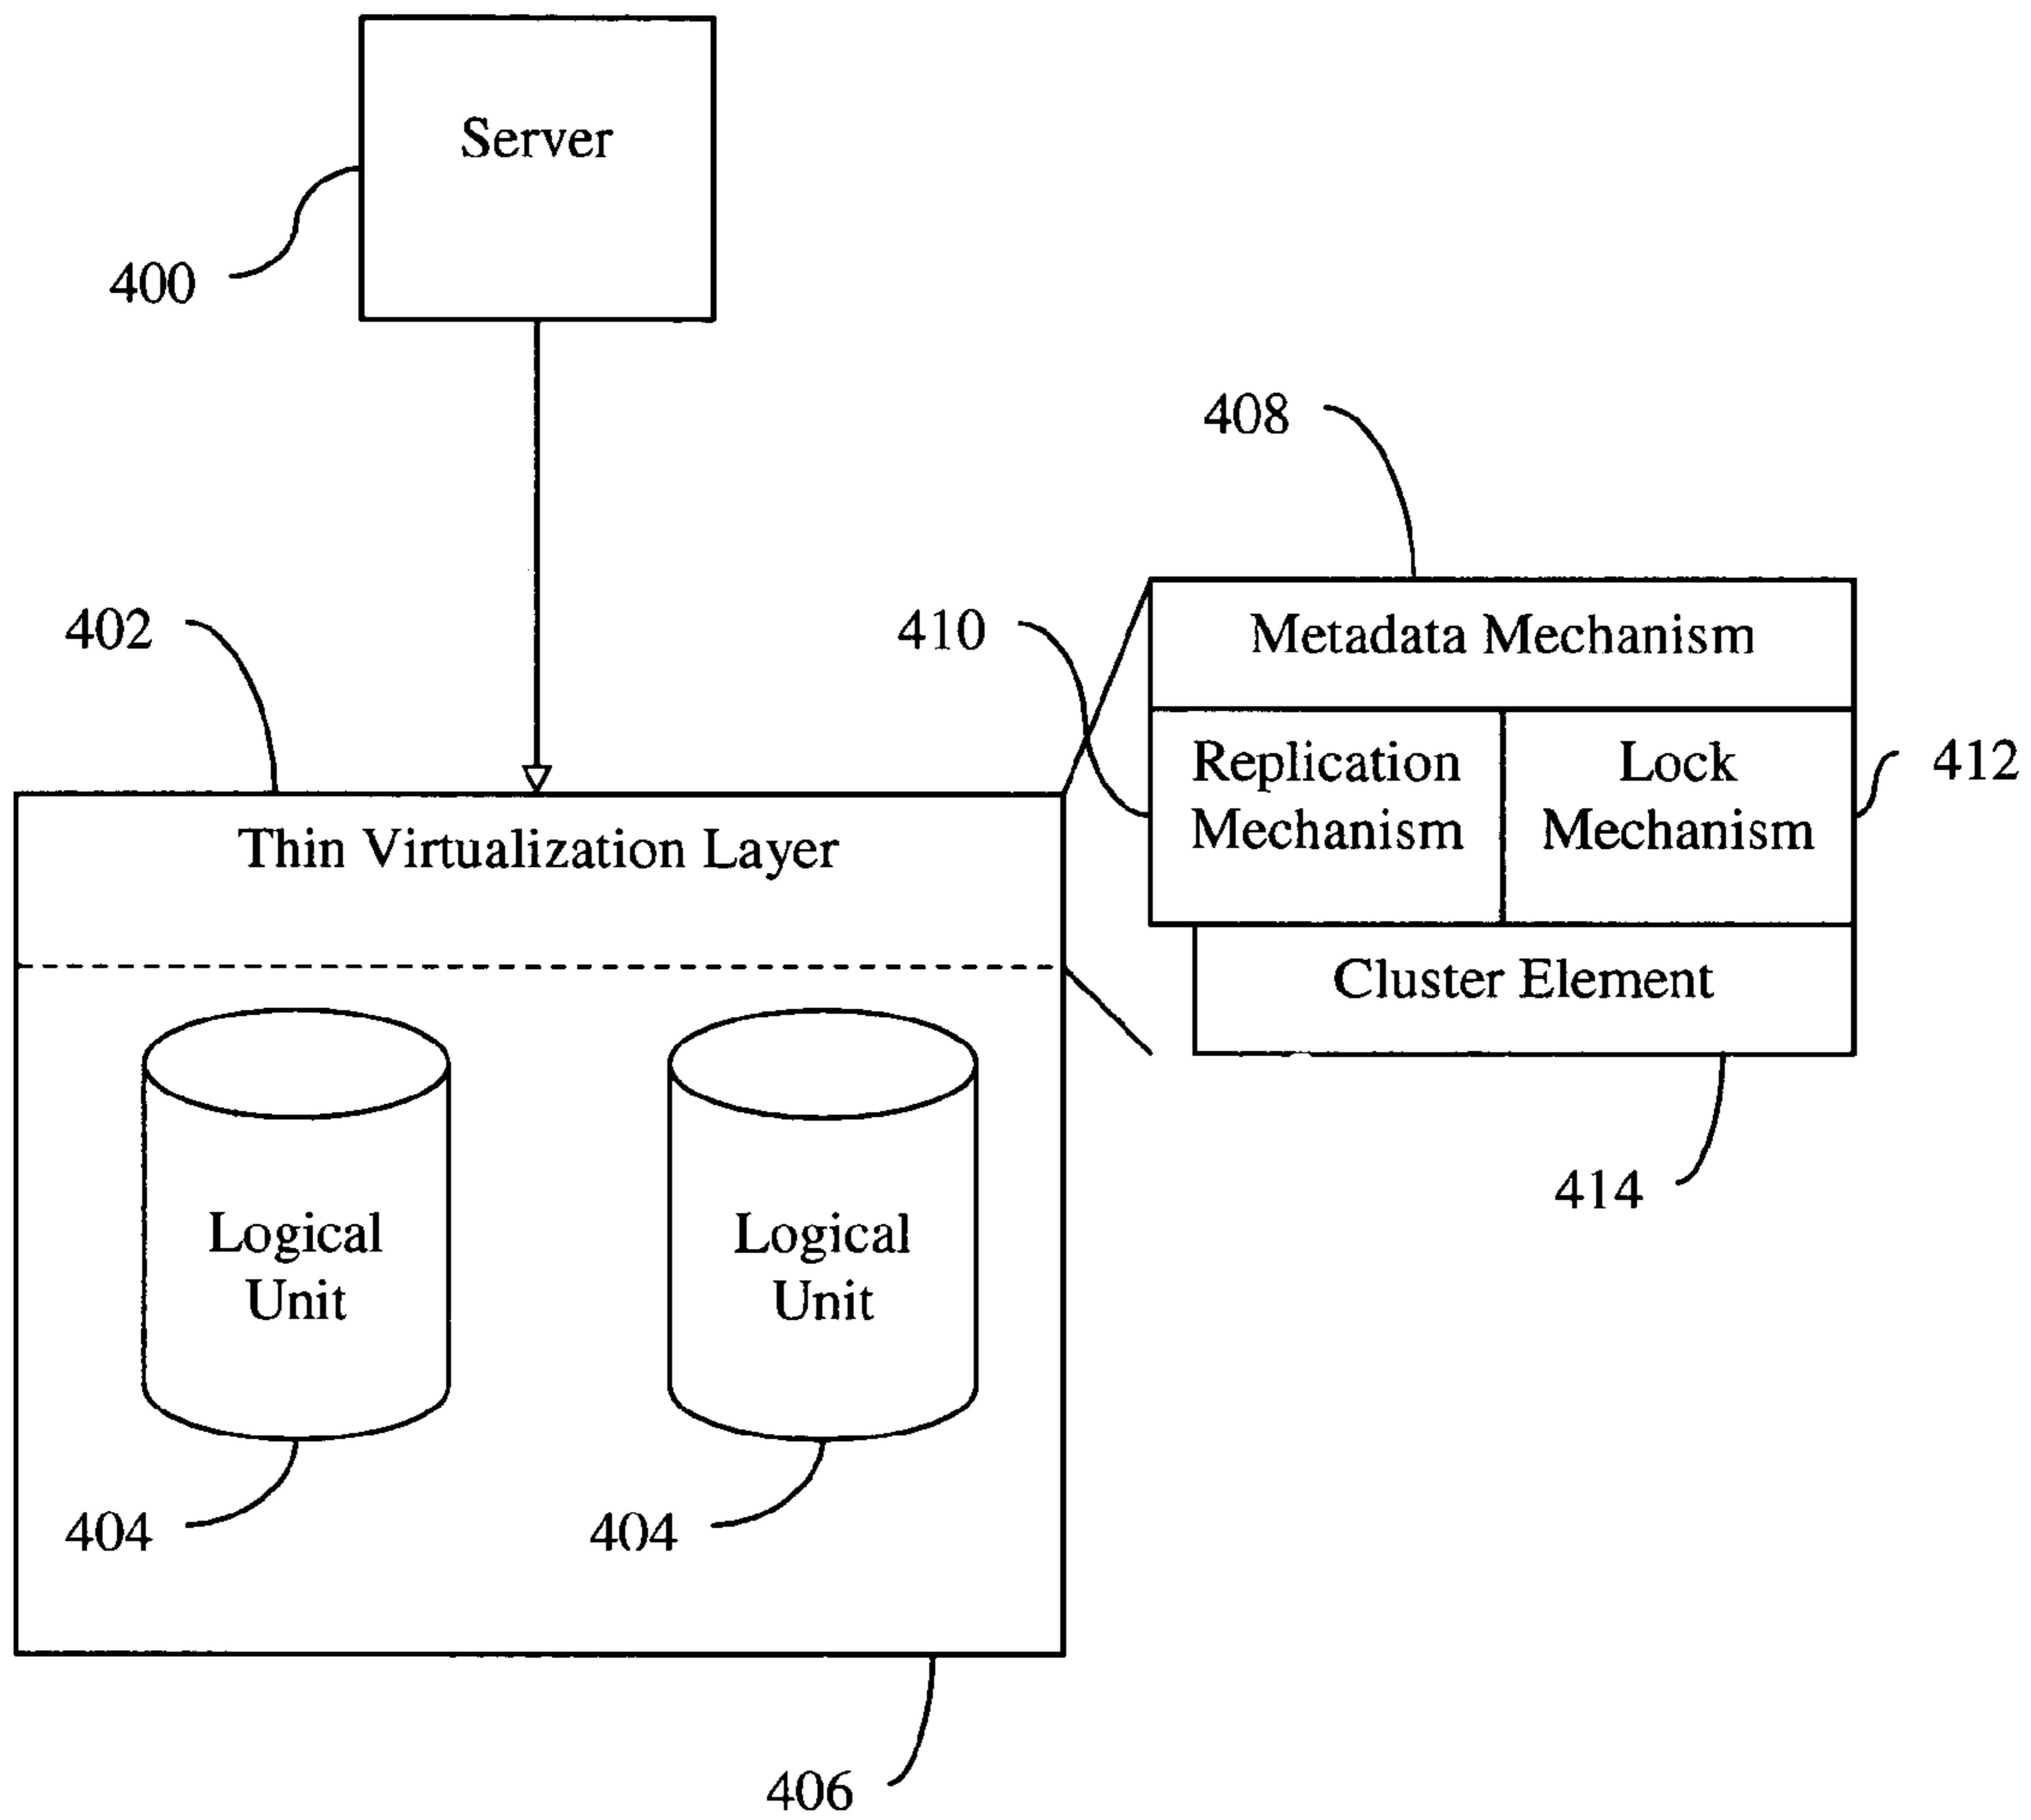 Server
400
408
402
410
Metadata Mechanism
Replication
Mechanism
Lock
Mechanism
412
Thin Virtualization Layer
Cluster Element
414
Logical
Unit
Logical
Unit
404
404
406